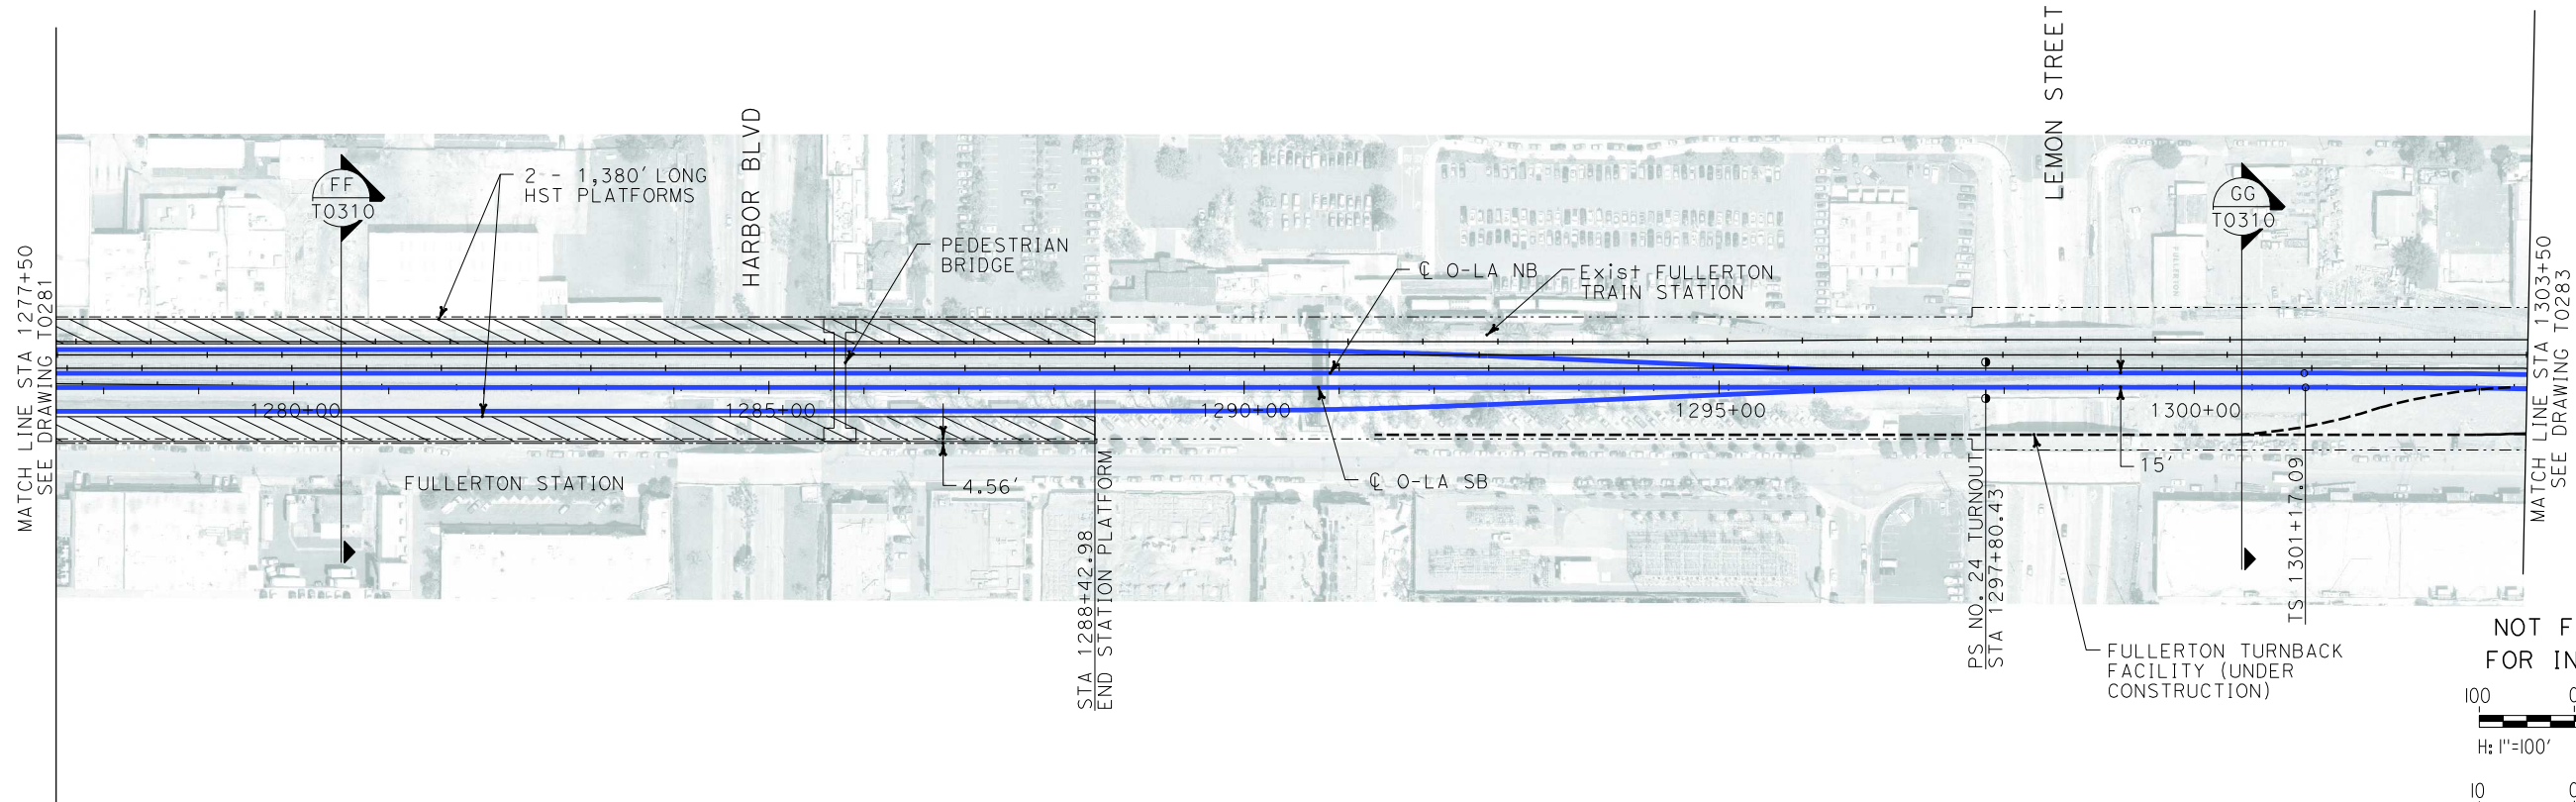 MATCH LINE STA 1277+50
SEE DRAWING T0281
FF
T0310
2 - 1,380' LONG
HST PLATFORMS
HARBOR BLVD
PEDESTRIAN
BRIDGE
℄ O-LA NB
Exist FULLERTON
TRAIN STATION
LEMON STREET
GG
T0310
MATCH LINE STA 1303+50
SEE DRAWING T0283
1280+00
1285+00
1290+00
1295+00
1300+00
FULLERTON STATION
4.56'
℄ O-LA SB
15'
STA 1288+42.98
END STATION PLATFORM
PS NO. 24 TURNOUT
STA 1297+80.43
TS 1301+17.09
FULLERTON TURNBACK
FACILITY (UNDER
CONSTRUCTION)
NOT F
FOR IN
100 0
H: 1"=100'
10 0